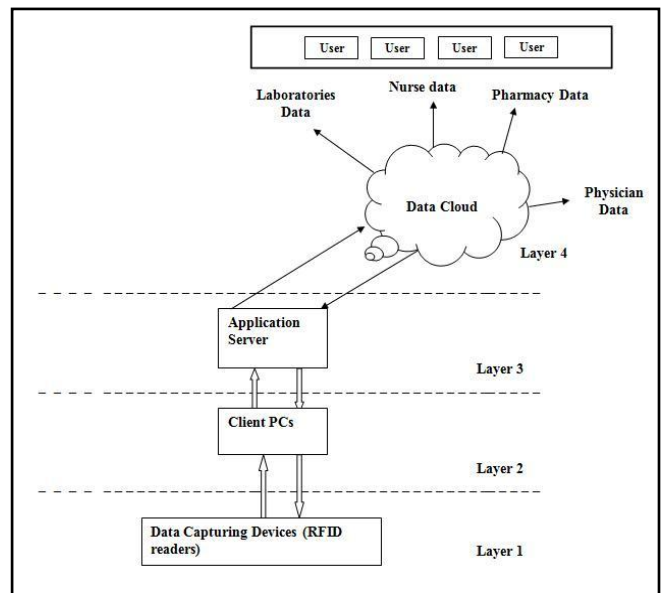 User User User User
Nurse data
Laboratories
Data
Pharmacy Data
Physician
Data
Data Cloud
Layer 4
Application
Server
Layer 3
Client PCs
Layer 2
Data Capturing Devices (RFID
readers)
Layer 1